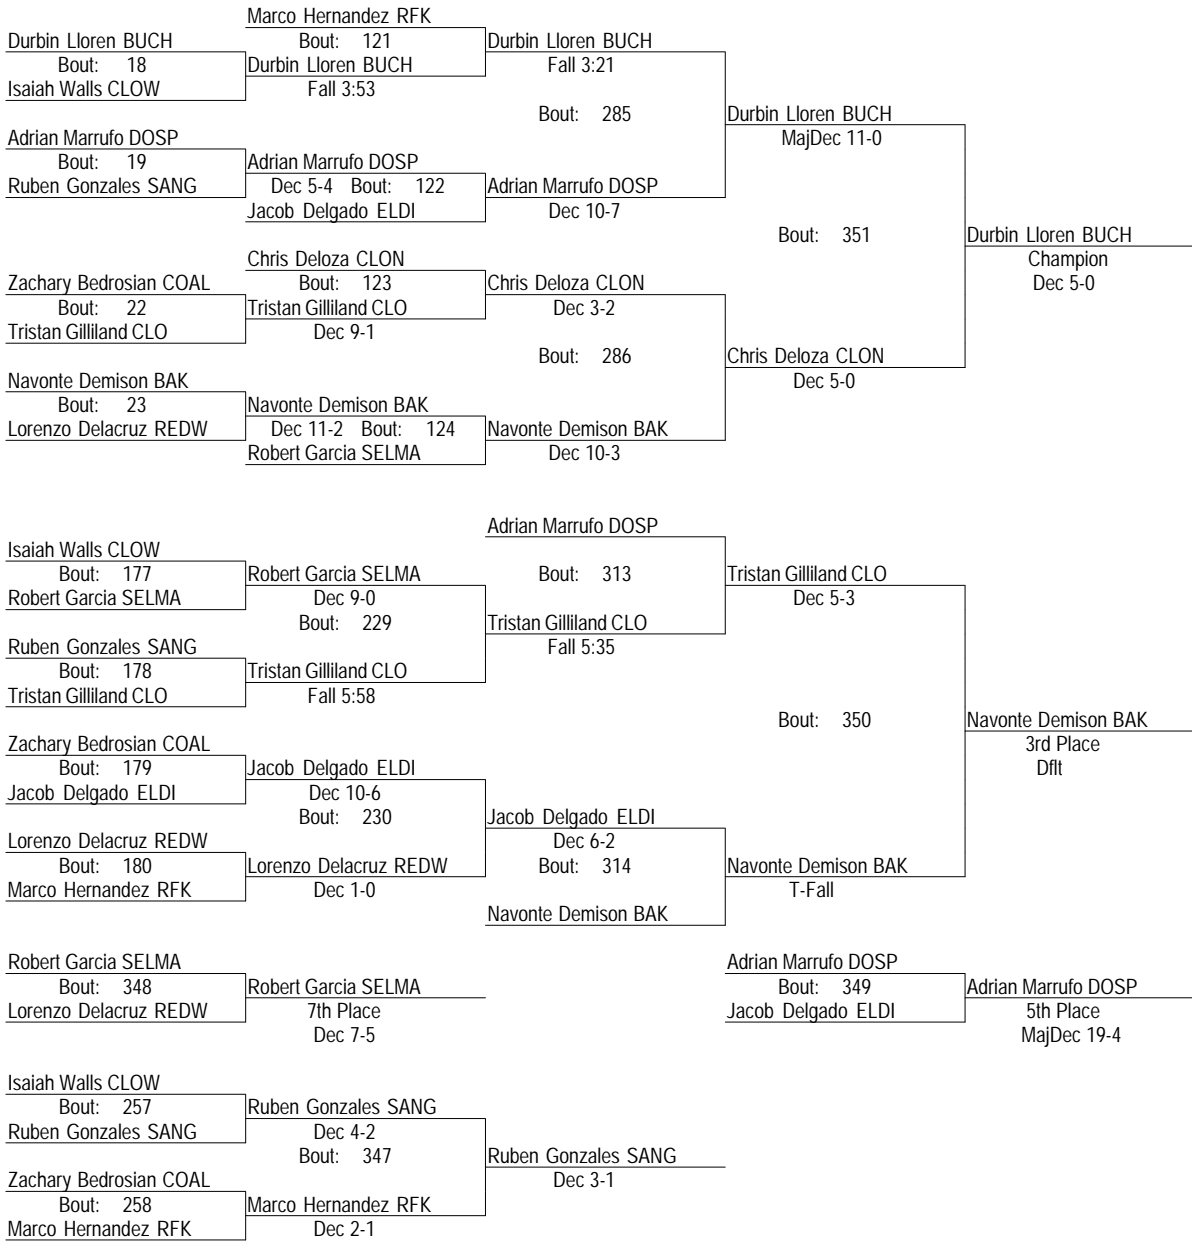 Marco Hernandez RFK
Durbin Lloren BUCH Bout: 121 Durbin Lloren BUCH
Bout: 18 Durbin Lloren BUCH Fall 3:21
Isaiah Walls CLOW Fall 3:53
Bout: 285 Durbin Lloren BUCH
Adrian Marrufo DOSP MajDec 11-0
Bout: 19 Adrian Marrufo DOSP
Ruben Gonzales SANG Dec 5-4 Bout: 122 Adrian Marrufo DOSP
Jacob Delgado ELDI Dec 10-7
Bout: 351 Durbin Lloren BUCH
Chris Deloza CLON Champion
Zachary Bedrosian COAL Bout: 123 Chris Deloza CLON Dec 5-0
Bout: 22 Tristan Gilliland CLO Dec 3-2
Tristan Gilliland CLO Dec 9-1
Bout: 286 Chris Deloza CLON
Navonte Demison BAK Dec 5-0
Bout: 23 Navonte Demison BAK
Lorenzo Delacruz REDW Dec 11-2 Bout: 124 Navonte Demison BAK
Robert Garcia SELMA Dec 10-3
Adrian Marrufo DOSP
Isaiah Walls CLOW
Bout: 177 Robert Garcia SELMA Bout: 313 Tristan Gilliland CLO
Robert Garcia SELMA Dec 9-0 Dec 5-3
Bout: 229 Tristan Gilliland CLO
Ruben Gonzales SANG Fall 5:35
Bout: 178 Tristan Gilliland CLO
Tristan Gilliland CLO Fall 5:58
Bout: 350 Navonte Demison BAK
Zachary Bedrosian COAL 3rd Place
Bout: 179 Jacob Delgado ELDI Dflt
Jacob Delgado ELDI Dec 10-6
Bout: 230 Jacob Delgado ELDI
Lorenzo Delacruz REDW Dec 6-2
Bout: 180 Lorenzo Delacruz REDW Bout: 314 Navonte Demison BAK
Marco Hernandez RFK Dec 1-0 T-Fall
Navonte Demison BAK
Robert Garcia SELMA Adrian Marrufo DOSP
Bout: 348 Robert Garcia SELMA Bout: 349 Adrian Marrufo DOSP
Lorenzo Delacruz REDW 7th Place Jacob Delgado ELDI 5th Place
Dec 7-5 MajDec 19-4
Isaiah Walls CLOW
Bout: 257 Ruben Gonzales SANG
Ruben Gonzales SANG Dec 4-2
Bout: 347 Ruben Gonzales SANG
Zachary Bedrosian COAL Dec 3-1
Bout: 258 Marco Hernandez RFK
Marco Hernandez RFK Dec 2-1